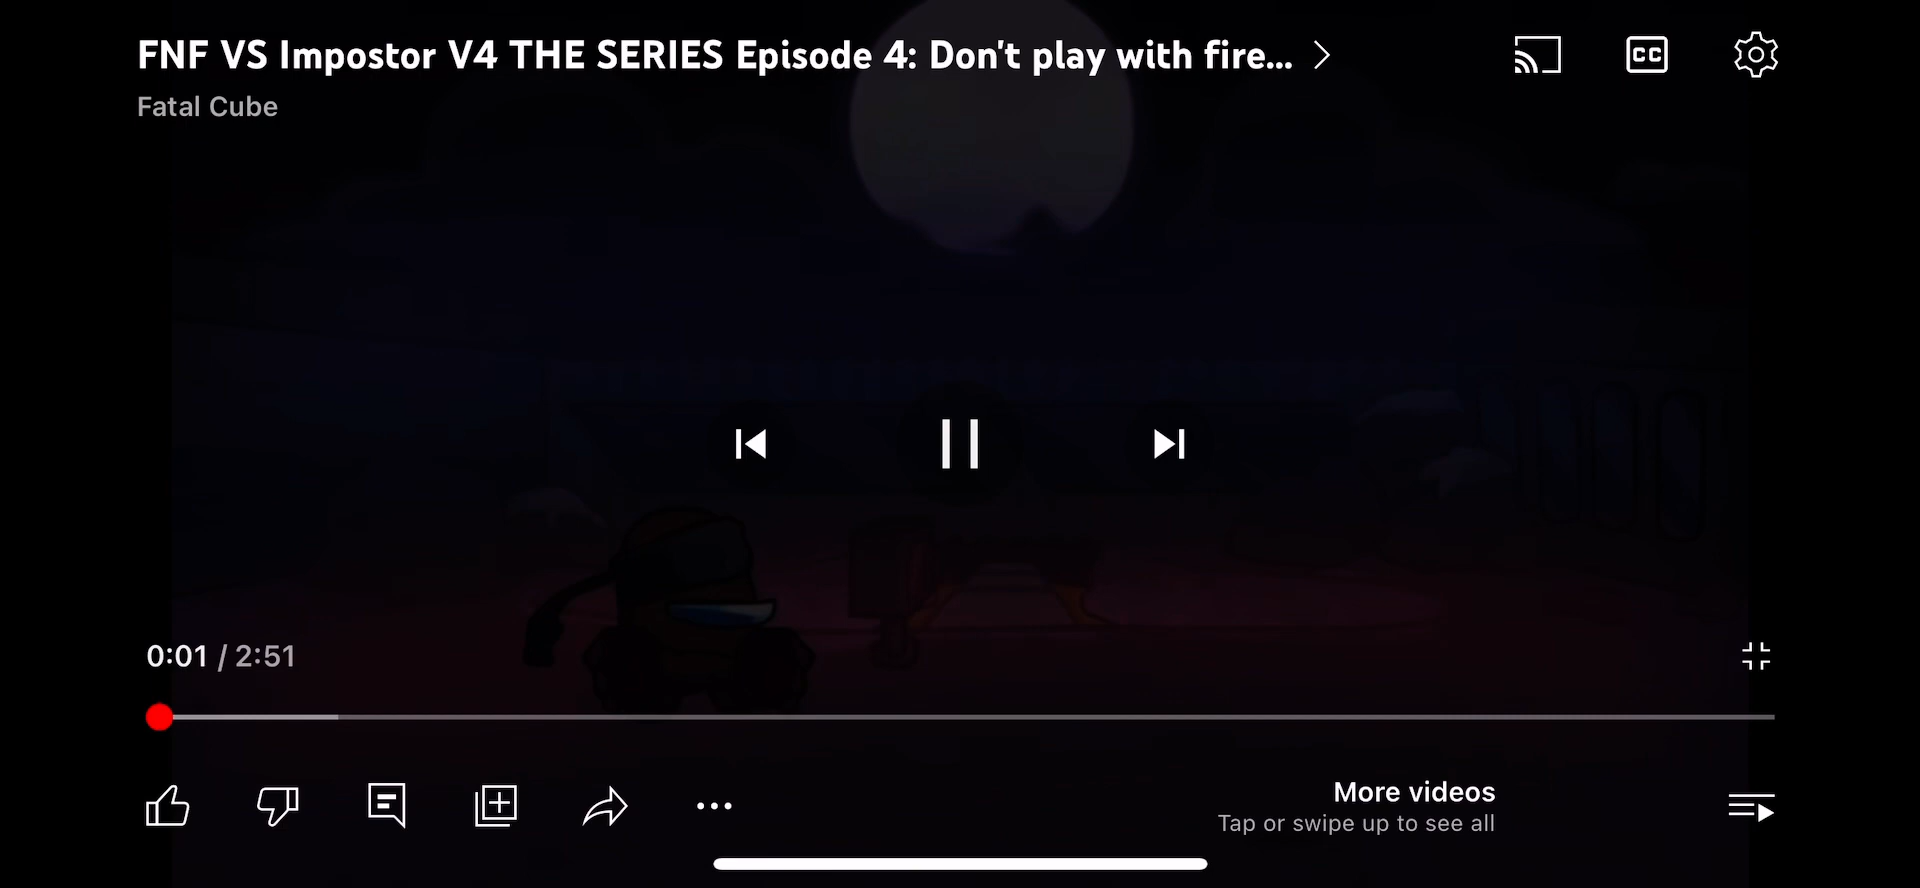 FNF VS Impostor V4 THE SERIES Episode 4: Don't play with fire...
CC
Fatal Cube
0:01 / 2:51
More videos
Tap or swipe up to see all